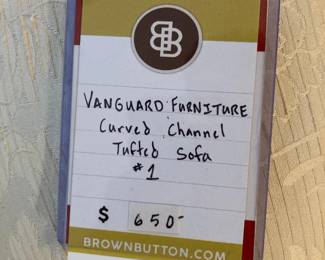 BB
VANGUARD FURNITURE
Curved Channel
Tufted Sofa
#1
$ 650-
BROWNBUTTON.COM